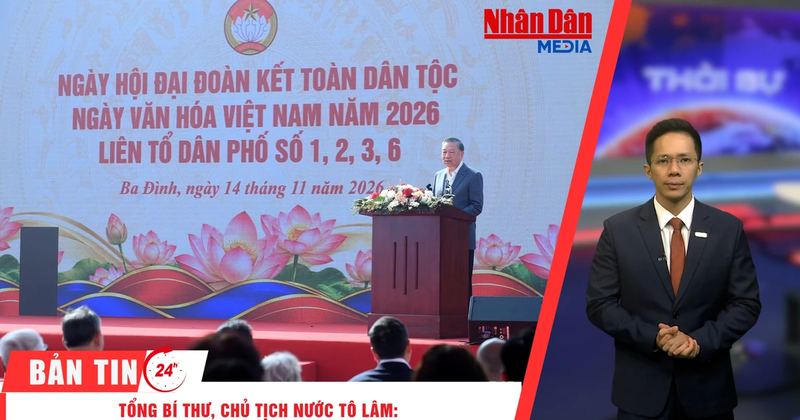 Nhân Dân
MEDIA
NGÀY HỘI ĐẠI ĐOÀN KẾT TOÀN DÂN TỘC
NGÀY VĂN HÓA VIỆT NAM NĂM 2026
LIÊN TỔ DÂN PHỐ SỐ 1, 2, 3, 6
Ba Đình, ngày 14 tháng 11 năm 2026
THỜI SỰ
BẢN TIN
24h
TỔNG BÍ THƯ, CHỦ TỊCH NƯỚC TÔ LÂM: